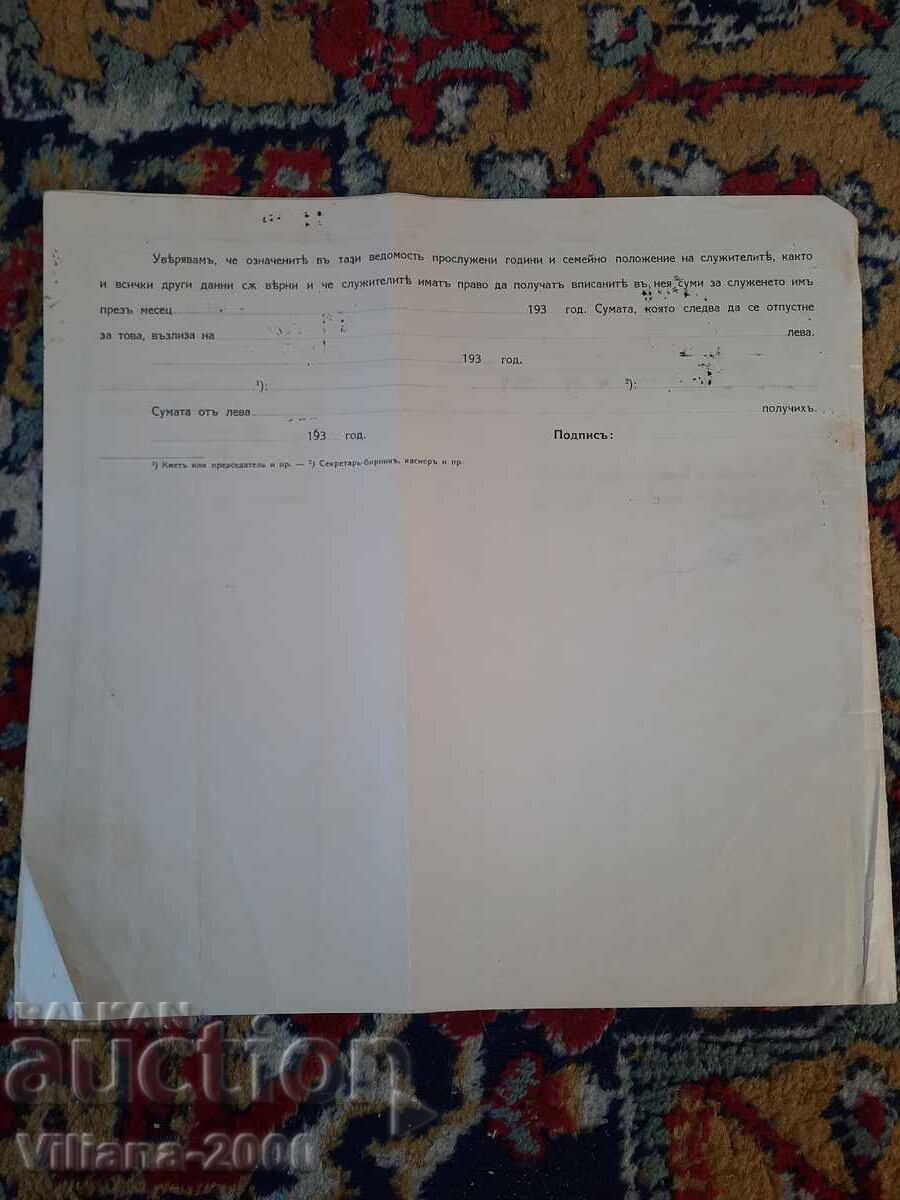 Увѣрявамъ, че означенитѣ въ тази ведомость прослужени години и семейно положение на служителитѣ, както
и всички други данни сѫ вѣрни и че служителитѣ иматъ право да получатъ вписанитѣ въ нея суми за служенето имъ
презъ месец 193 год. Сумата, която следва да се отпустне
за това, възлиза на лева.
193 год.
¹): ²):
Сумата отъ лева получихъ.
193 год. Подписъ:
¹) Кметъ или председатель и пр. — ²) Секретарь-бирникъ, касиеръ и пр.
BALKAN
auction
Viliana-2000